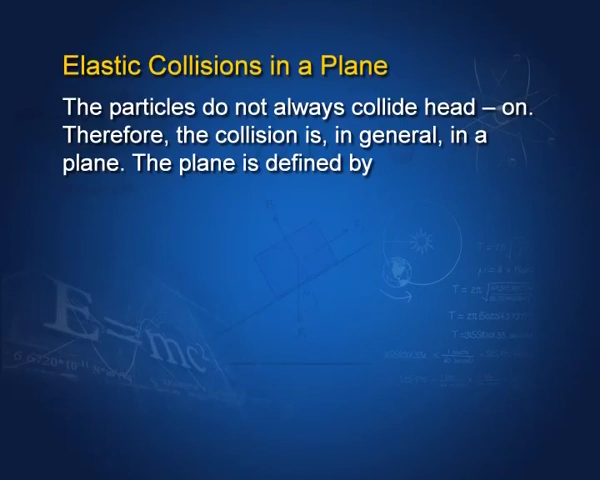 Elastic Collisions in a Plane
The particles do not always collide head – on.
Therefore, the collision is, in general, in a
plane. The plane is defined by
E=mc²